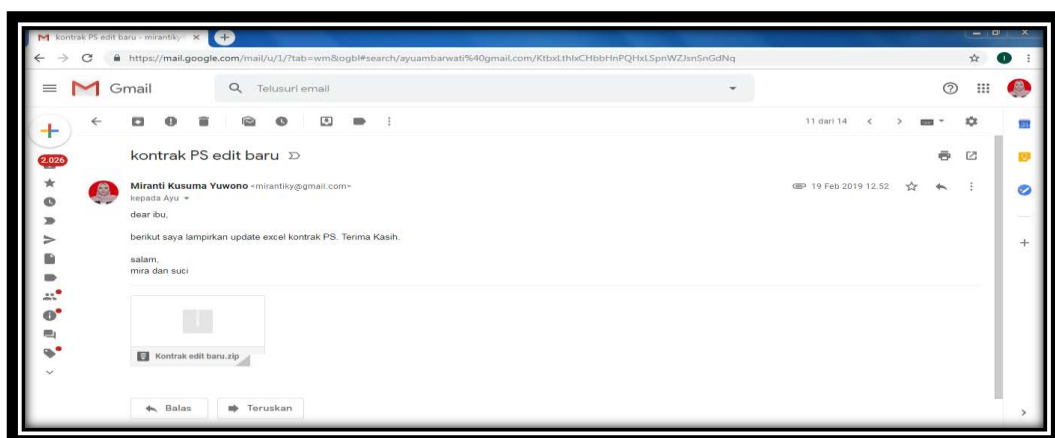 kontrak PS edit baru - mirantiky
https://mail.google.com/mail/u/1/?tab=wm&ogbl#search/ayuambarwati%40gmail.com/KtbxLthlxCHbbHnPQHxLSpnWZJsnSnGdNq
Gmail
Telusuri email
11 dari 14
2.026
kontrak PS edit baru
Miranti Kusuma Yuwono <mirantiky@gmail.com>
19 Feb 2019 12.52
kepada Ayu
dear ibu,
berikut saya lampirkan update excel kontrak PS. Terima Kasih.
salam,
mira dan suci
Kontrak edit baru.zip
Balas
Teruskan